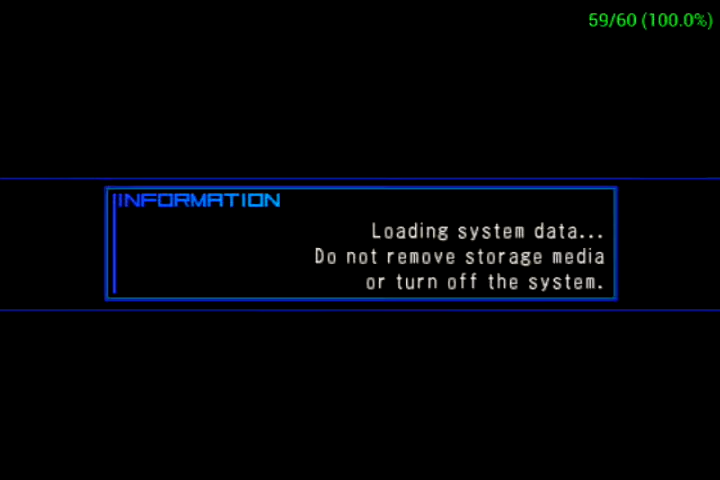 59/60 (100.0%)
INFORMATION
Loading system data...
Do not remove storage media
or turn off the system.